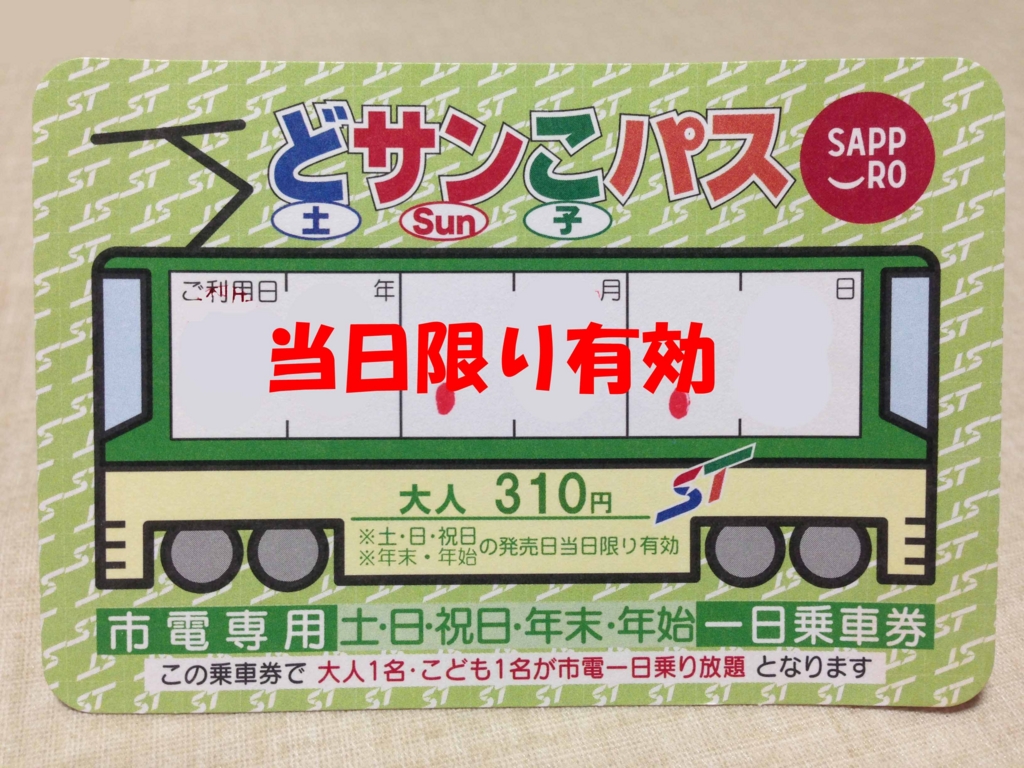 どサンこパス
土 Sun 子
SAPP
RO
ご利用日 年 月 日
当日限り有効
大人 310円
ST
※土・日・祝日
※年末・年始
の発売日当日限り有効
市電専用 土・日・祝日・年末・年始 一日乗車券
この乗車券で 大人1名・こども1名が市電一日乗り放題 となります